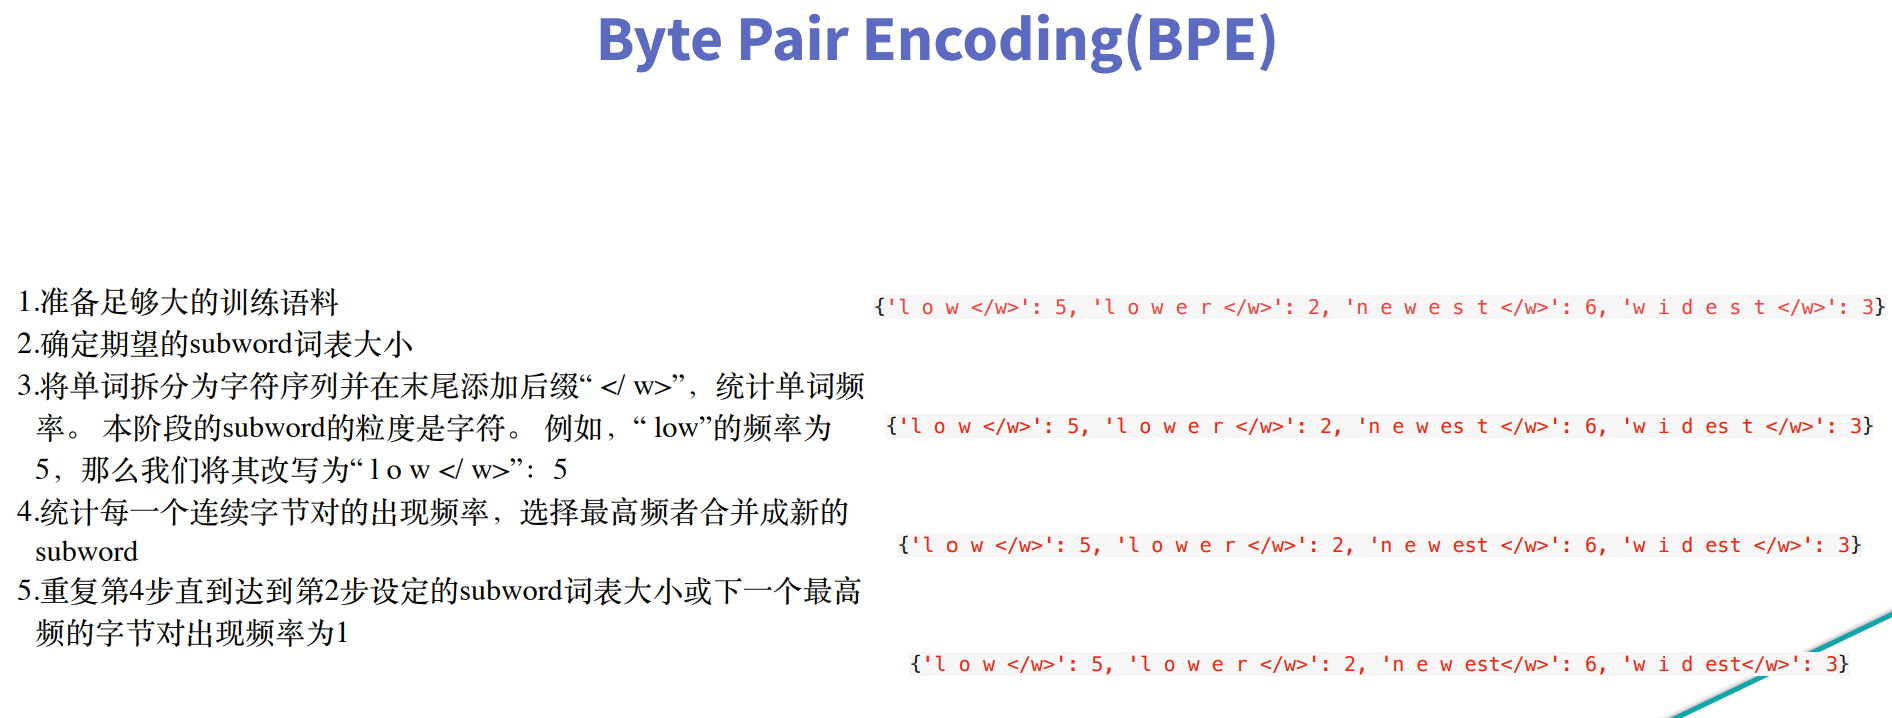 Byte Pair Encoding(BPE)
1.准备足够大的训练语料
2.确定期望的subword词表大小
3.将单词拆分为字符序列并在末尾添加后缀“ </ w>”，统计单词频
率。 本阶段的subword的粒度是字符。 例如，“ low”的频率为
5，那么我们将其改写为“ l o w </ w>”：5
4.统计每一个连续字节对的出现频率，选择最高频者合并成新的
subword
5.重复第4步直到达到第2步设定的subword词表大小或下一个最高
频的字节对出现频率为1
{'l o w </w>': 5, 'l o w e r </w>': 2, 'n e w e s t </w>': 6, 'w i d e s t </w>': 3}
{'l o w </w>': 5, 'l o w e r </w>': 2, 'n e w es t </w>': 6, 'w i d es t </w>': 3}
{'l o w </w>': 5, 'l o w e r </w>': 2, 'n e w est </w>': 6, 'w i d est </w>': 3}
{'l o w </w>': 5, 'l o w e r </w>': 2, 'n e w est</w>': 6, 'w i d est</w>': 3}